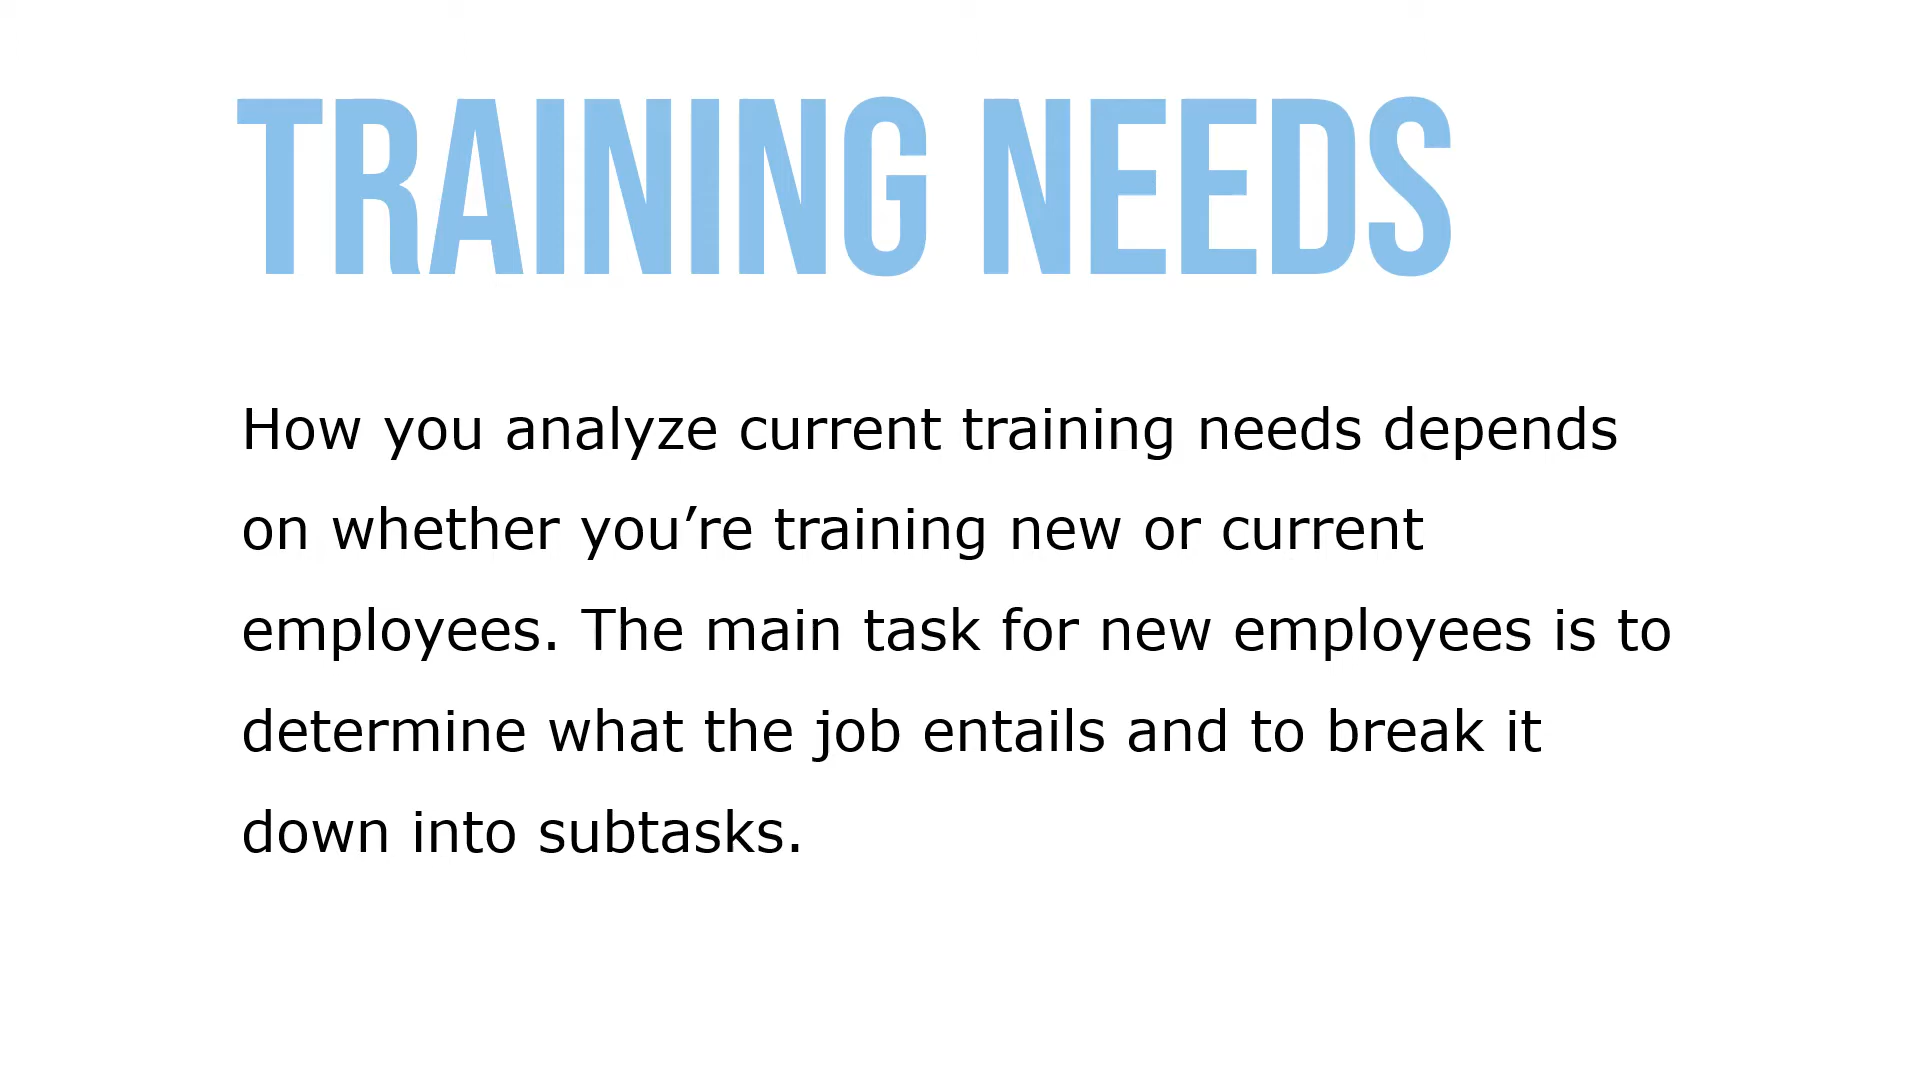 TRAINING NEEDS
How you analyze current training needs depends
on whether you’re training new or current
employees. The main task for new employees is to
determine what the job entails and to break it
down into subtasks.